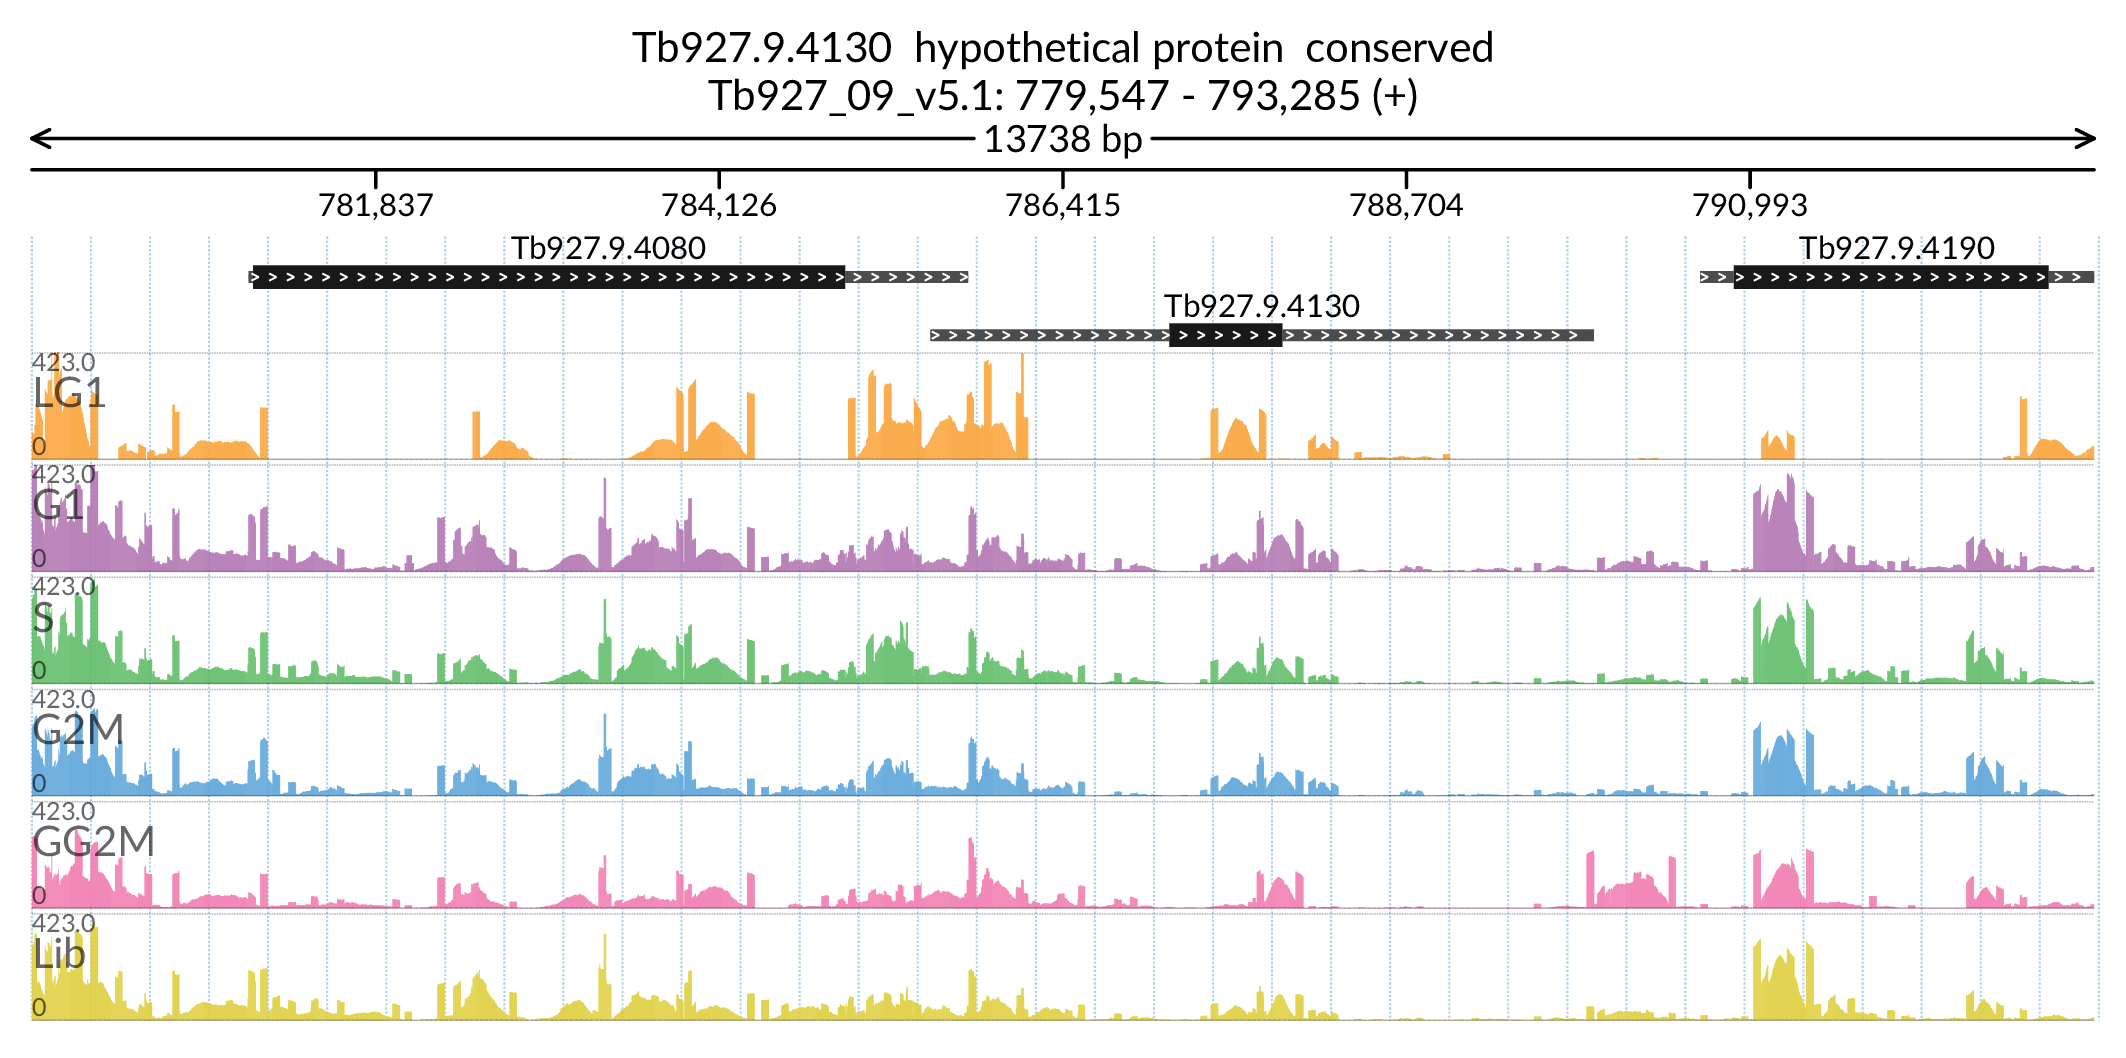 Tb927.9.4130  hypothetical protein  conserved
Tb927_09_v5.1: 779,547 - 793,285 (+)
13738 bp
781,837 784,126 786,415 788,704 790,993
Tb927.9.4080 Tb927.9.4190
Tb927.9.4130
423.0
LG1
0
423.0
G1
0
423.0
S
0
423.0
G2M
0
423.0
GG2M
0
423.0
Lib
0